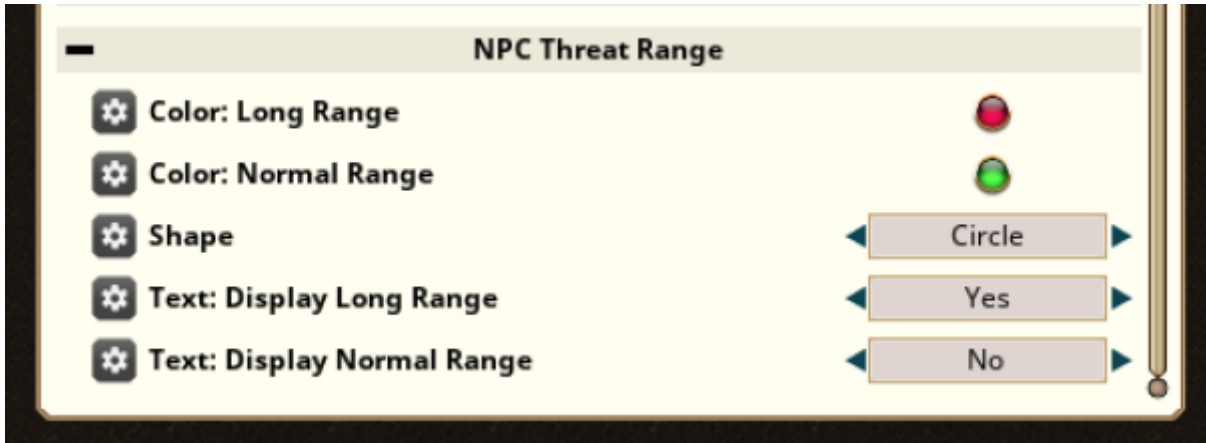 NPC Threat Range
Color: Long Range
Color: Normal Range
Shape Circle
Text: Display Long Range Yes
Text: Display Normal Range No